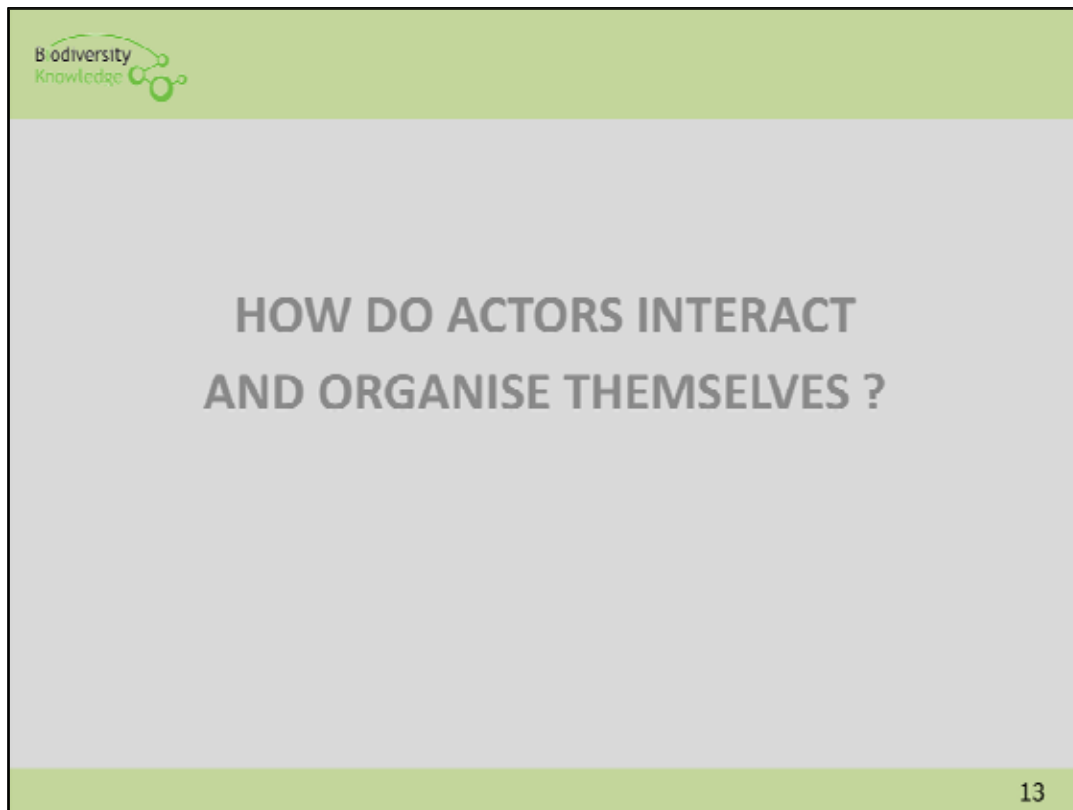 Biodiversity
Knowledge
HOW DO ACTORS INTERACT
AND ORGANISE THEMSELVES ?
13